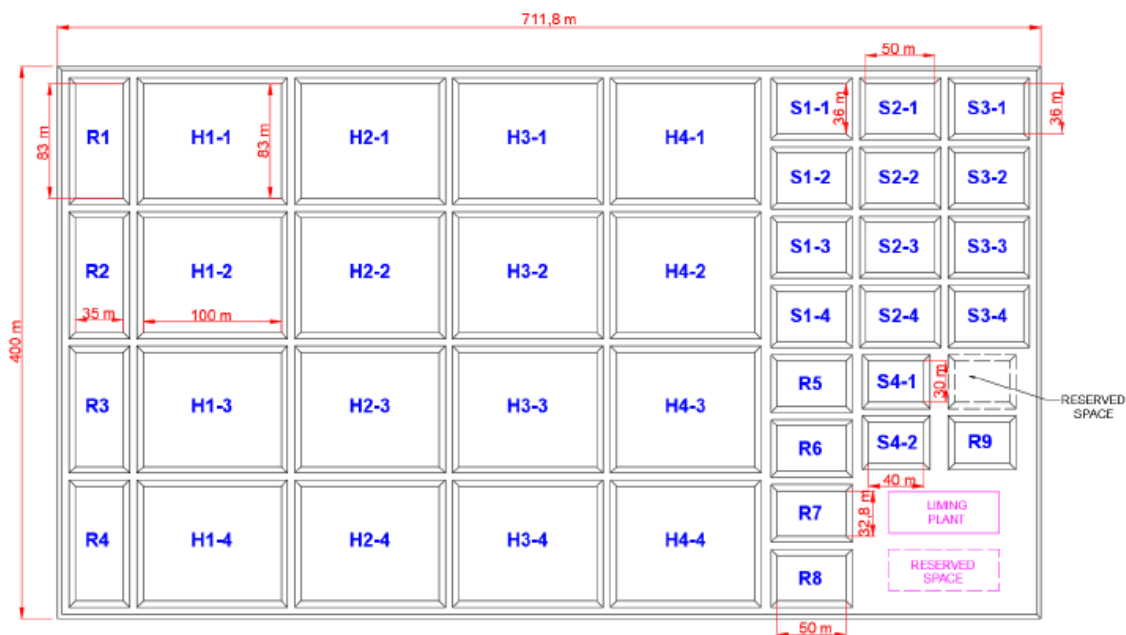 711,8 m
50 m
R1
H1-1
H2-1
H3-1
H4-1
S1-1
S2-1
S3-1
83 m
83 m
36 m
36 m
S1-2
S2-2
S3-2
R2
H1-2
H2-2
H3-2
H4-2
S1-3
S2-3
S3-3
35 m
100 m
S1-4
S2-4
S3-4
400 m
R3
H1-3
H2-3
H3-3
H4-3
R5
S4-1
30 m
RESERVED
SPACE
R6
S4-2
R9
40 m
R4
H1-4
H2-4
H3-4
H4-4
R7
32,8 m
LIMING
PLANT
R8
RESERVED
SPACE
50 m